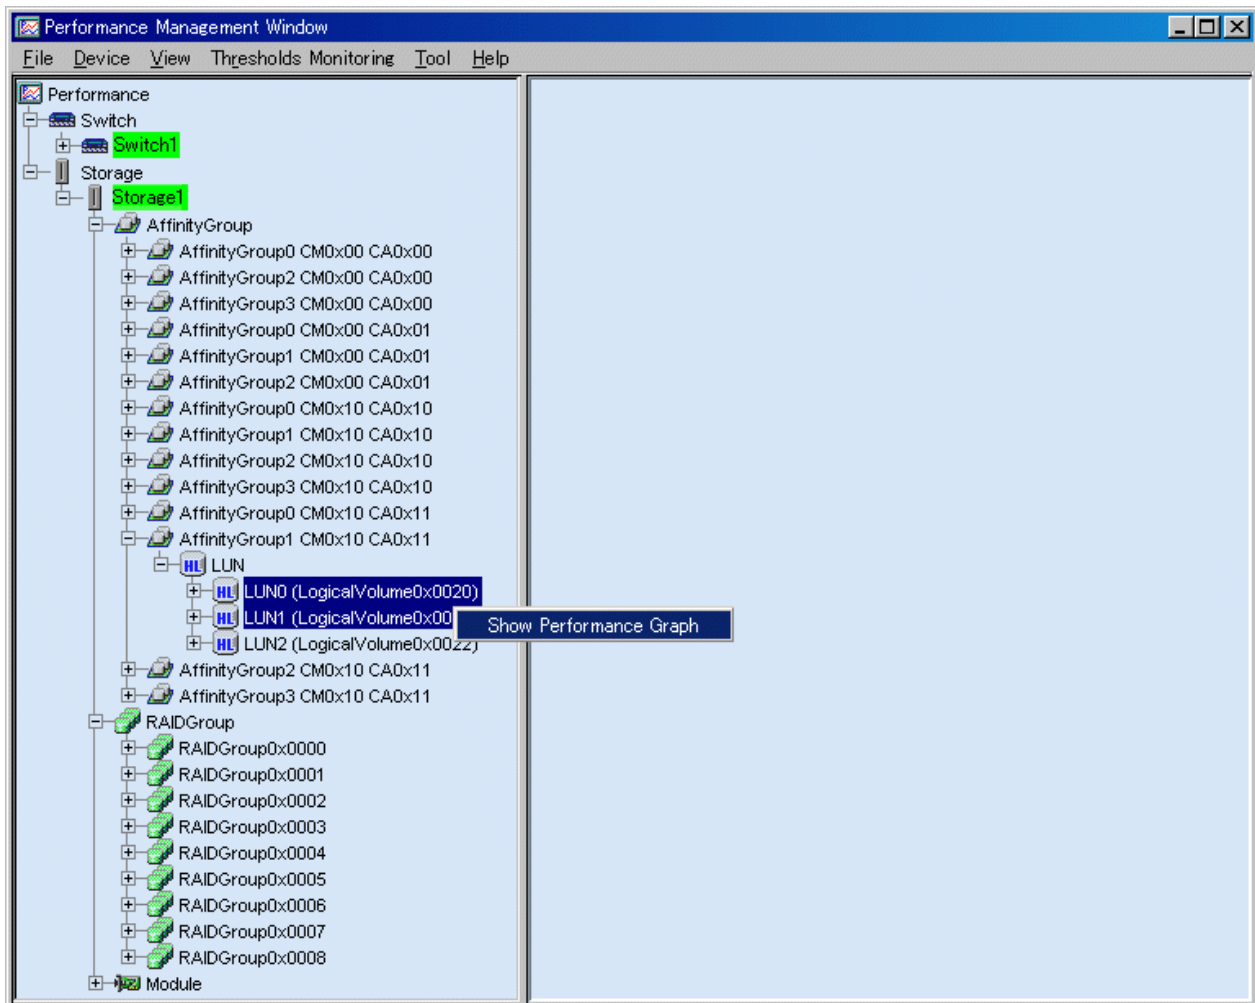 Performance Management Window
File Device View Thresholds Monitoring Tool Help
Performance
Switch
Switch1
Storage
Storage1
AffinityGroup
AffinityGroup0 CM0x00 CA0x00
AffinityGroup2 CM0x00 CA0x00
AffinityGroup3 CM0x00 CA0x00
AffinityGroup0 CM0x00 CA0x01
AffinityGroup1 CM0x00 CA0x01
AffinityGroup2 CM0x00 CA0x01
AffinityGroup0 CM0x10 CA0x10
AffinityGroup1 CM0x10 CA0x10
AffinityGroup2 CM0x10 CA0x10
AffinityGroup3 CM0x10 CA0x10
AffinityGroup0 CM0x10 CA0x11
AffinityGroup1 CM0x10 CA0x11
HL LUN
HL LUN0 (LogicalVolume0x0020)
HL LUN1 (LogicalVolume0x00
Show Performance Graph
HL LUN2 (LogicalVolume0x0022)
AffinityGroup2 CM0x10 CA0x11
AffinityGroup3 CM0x10 CA0x11
RAIDGroup
RAIDGroup0x0000
RAIDGroup0x0001
RAIDGroup0x0002
RAIDGroup0x0003
RAIDGroup0x0004
RAIDGroup0x0005
RAIDGroup0x0006
RAIDGroup0x0007
RAIDGroup0x0008
Module